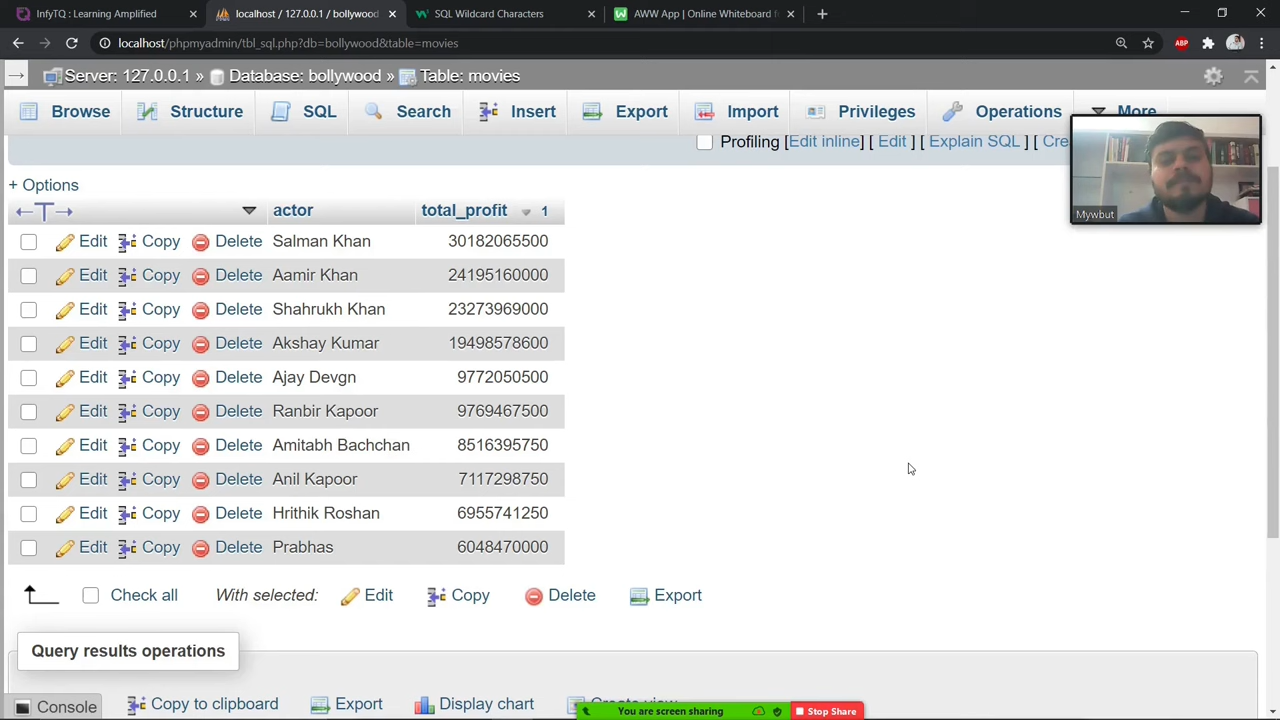 InfyTQ : Learning Amplified
localhost / 127.0.0.1 / bollywood
SQL Wildcard Characters
AWW App | Online Whiteboard for
localhost/phpmyadmin/tbl_sql.php?db=bollywood&table=movies
ABP
Server: 127.0.0.1 » Database: bollywood » Table: movies
Browse Structure SQL Search Insert Export Import Privileges Operations More
Profiling [Edit inline] [ Edit ] [ Explain SQL ] [ Cre
Mywbut
+ Options
←T→ actor total_profit 1
Edit Copy Delete Salman Khan 30182065500
Edit Copy Delete Aamir Khan 24195160000
Edit Copy Delete Shahrukh Khan 23273969000
Edit Copy Delete Akshay Kumar 19498578600
Edit Copy Delete Ajay Devgn 9772050500
Edit Copy Delete Ranbir Kapoor 9769467500
Edit Copy Delete Amitabh Bachchan 8516395750
Edit Copy Delete Anil Kapoor 7117298750
Edit Copy Delete Hrithik Roshan 6955741250
Edit Copy Delete Prabhas 6048470000
Check all With selected: Edit Copy Delete Export
Query results operations
Console Copy to clipboard Export Display chart Create view
You are screen sharing Stop Share